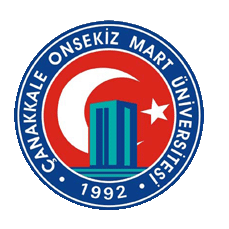 ÇANAKKALE ONSEKİZ MART ÜNİVERSİTESİ
• 1992 •